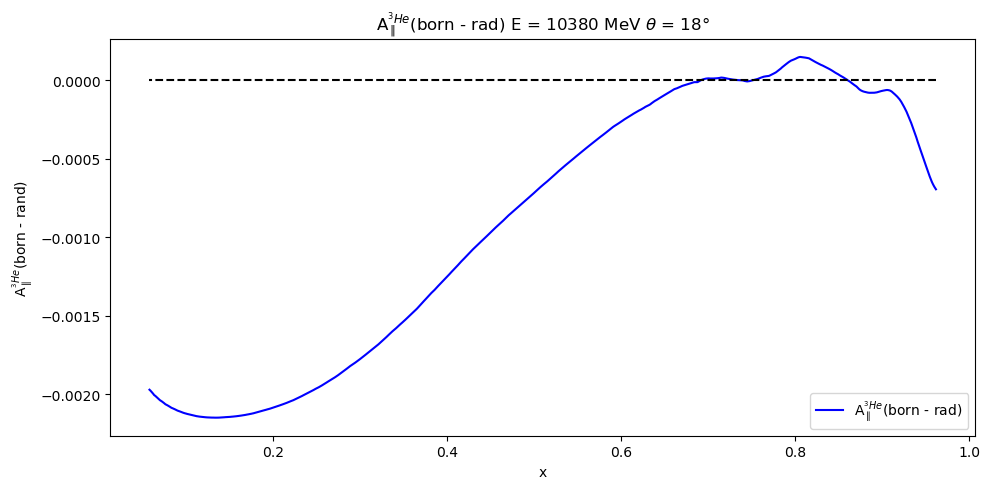 A∥³ᴴᵉ(born - rad) E = 10380 MeV θ = 18°
A∥³ᴴᵉ(born - rand)
0.0000
−0.0005
−0.0010
−0.0015
−0.0020
0.2 0.4 0.6 0.8 1.0
x
A∥³ᴴᵉ(born - rad)